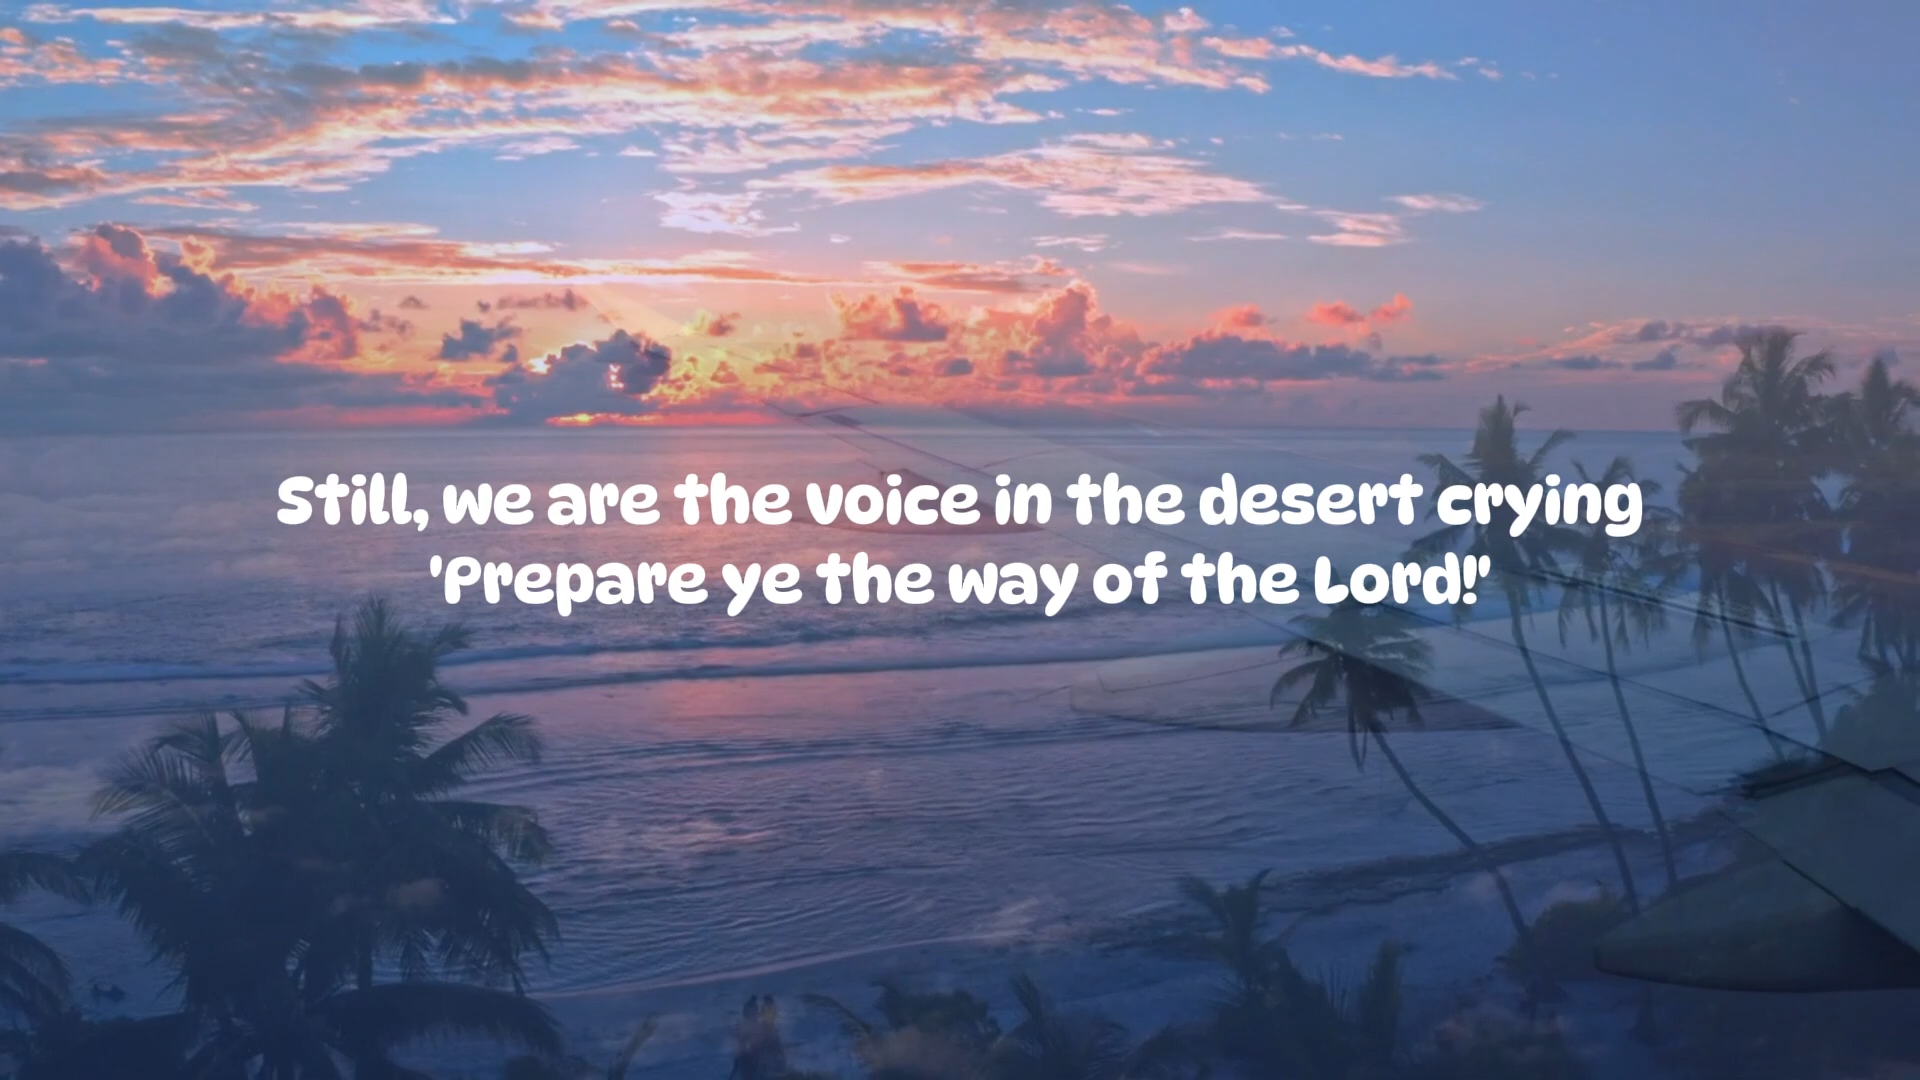 Still, we are the voice in the desert crying
'Prepare ye the way of the Lord!'